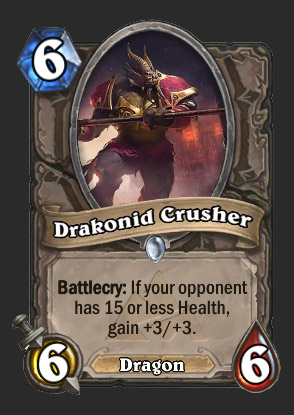 6
Drakonid Crusher
Battlecry: If your opponent
has 15 or less Health,
gain +3/+3.
6
Dragon
6